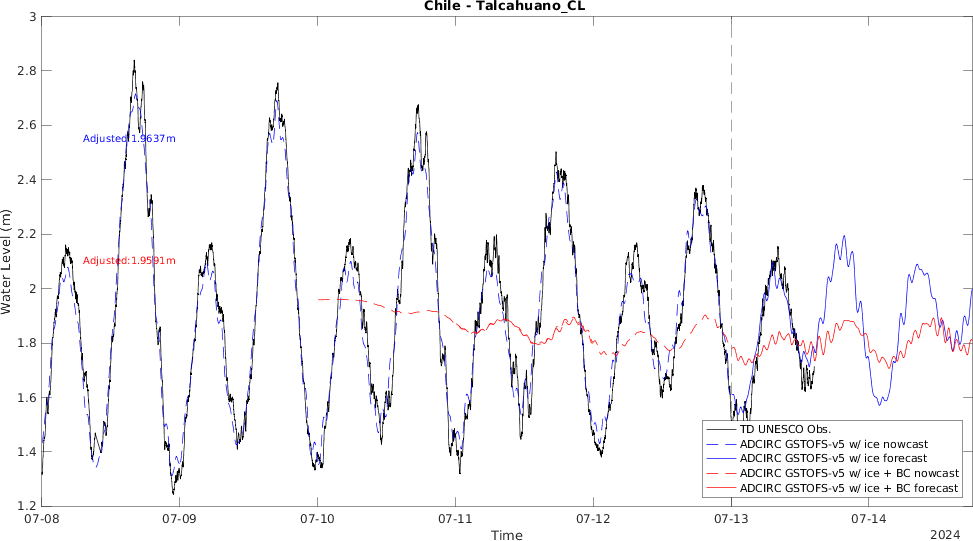 Chile - Talcahuano_CL
3
2.8
2.6
2.4
2.2
2
1.8
1.6
1.4
1.2
Water Level (m)
Adjusted:1.9637m
Adjusted:1.9591m
TD UNESCO Obs.
ADCIRC GSTOFS-v5 w/ ice nowcast
ADCIRC GSTOFS-v5 w/ ice forecast
ADCIRC GSTOFS-v5 w/ ice + BC nowcast
ADCIRC GSTOFS-v5 w/ ice + BC forecast
07-08 07-09 07-10 07-11 07-12 07-13 07-14
Time
2024